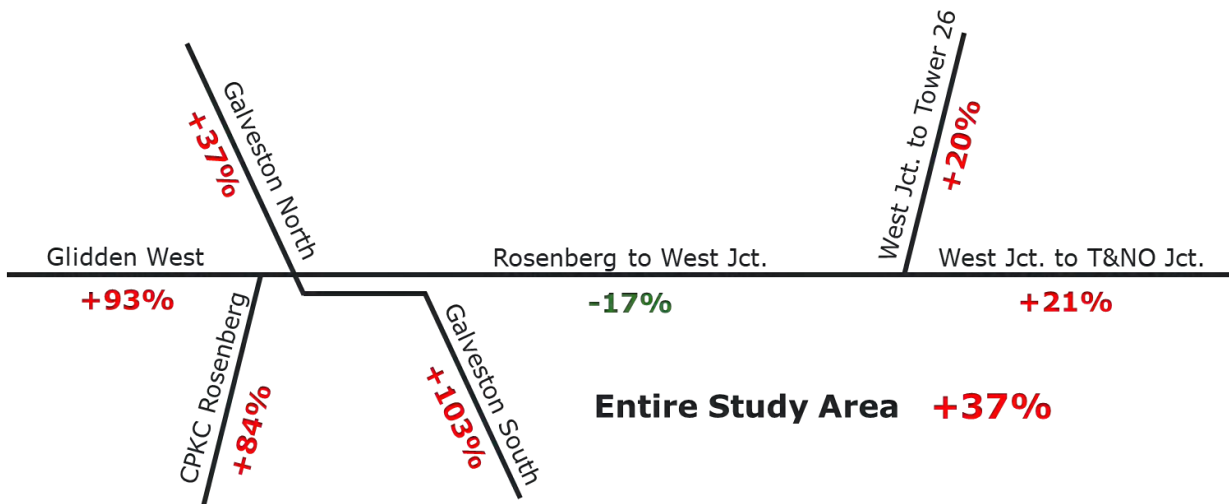 Galveston North
+37%
West Jct. to Tower 26
+20%
Glidden West
+93%
Rosenberg to West Jct.
-17%
West Jct. to T&NO Jct.
+21%
CPKC Rosenberg
+84%
Galveston South
+103%
Entire Study Area +37%